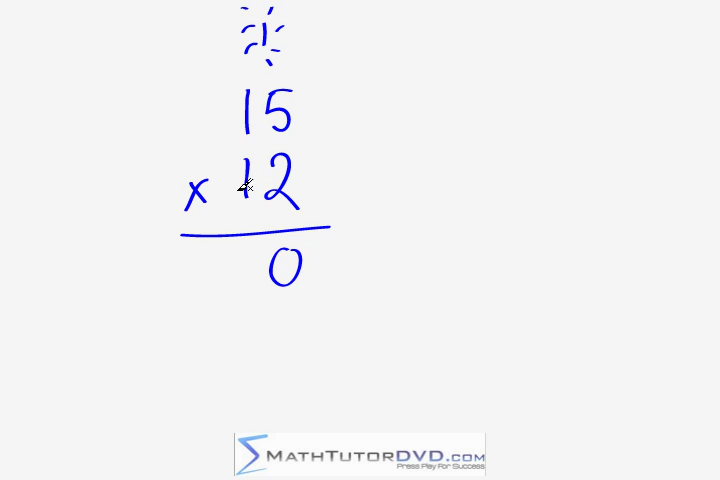 1
15
x 12
0
MATHTUTORDVD.COM
Press Play For Success